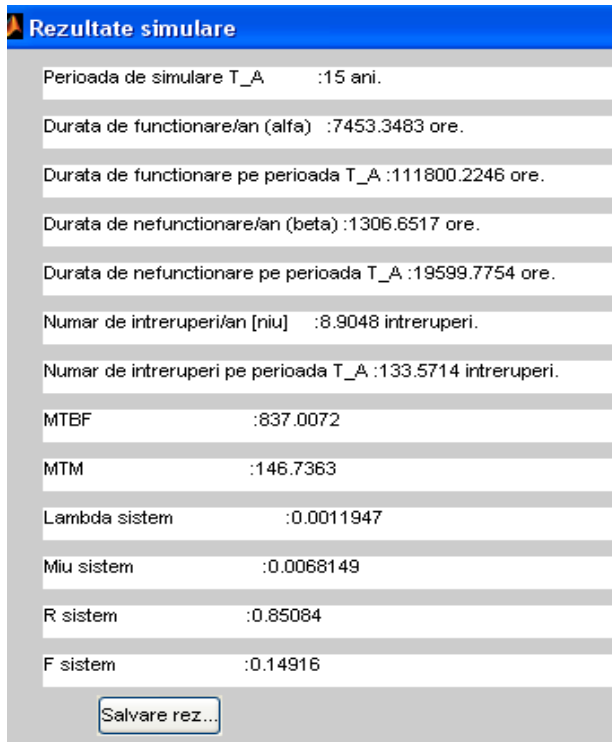 Rezultate simulare
Perioada de simulare T_A :15 ani.
Durata de functionare/an (alfa) :7453.3483 ore.
Durata de functionare pe perioada T_A :111800.2246 ore.
Durata de nefunctionare/an (beta) :1306.6517 ore.
Durata de nefunctionare pe perioada T_A :19599.7754 ore.
Numar de intreruperi/an [niu] :8.9048 intreruperi.
Numar de intreruperi pe perioada T_A :133.5714 intreruperi.
MTBF :837.0072
MTM :146.7363
Lambda sistem :0.0011947
Miu sistem :0.0068149
R sistem :0.85084
F sistem :0.14916
Salvare rez...